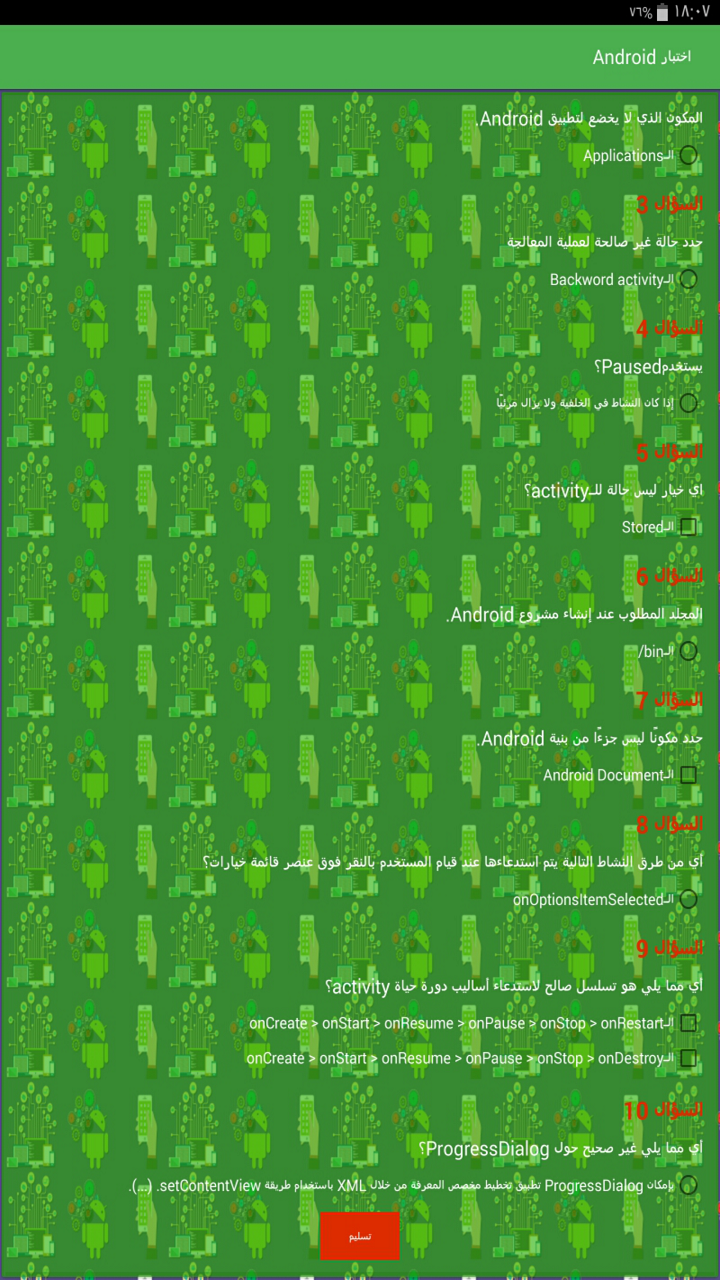 ٧٦% ١٨:٠٧
اختبار Android
المكون الذي لا يخضع لتطبيق Android.
الـApplications
السؤال 3
حدد حالة غير صالحة لعملية المعالجة
الـBackword activity
السؤال 4
يستخدمPaused؟
إذا كان النشاط في الخلفية ولا يزال مرئيًا
السؤال 5
اي خيار ليس حالة للـactivity؟
الـStored
السؤال 6
المجلد المطلوب عند إنشاء مشروع Android.
الـbin/
السؤال 7
حدد مكونًا ليس جزءًا من بنية Android.
الـAndroid Document
السؤال 8
أي من طرق النشاط التالية يتم استدعاءها عند قيام المستخدم بالنقر فوق عنصر قائمة خيارات؟
الـonOptionsItemSelected
السؤال 9
أي مما يلي هو تسلسل صالح لاستدعاء أساليب دورة حياة activity؟
الـonCreate > onStart > onResume > onPause > onStop > onRestart
الـonCreate > onStart > onResume > onPause > onStop > onDestroy
السؤال 10
أي مما يلي غير صحيح حول ProgressDialog؟
بإمكان ProgressDialog تطبيق تخطيط مخصص المعرفة من خلال XML باستخدام طريقة setContentView. (...).
تسليم